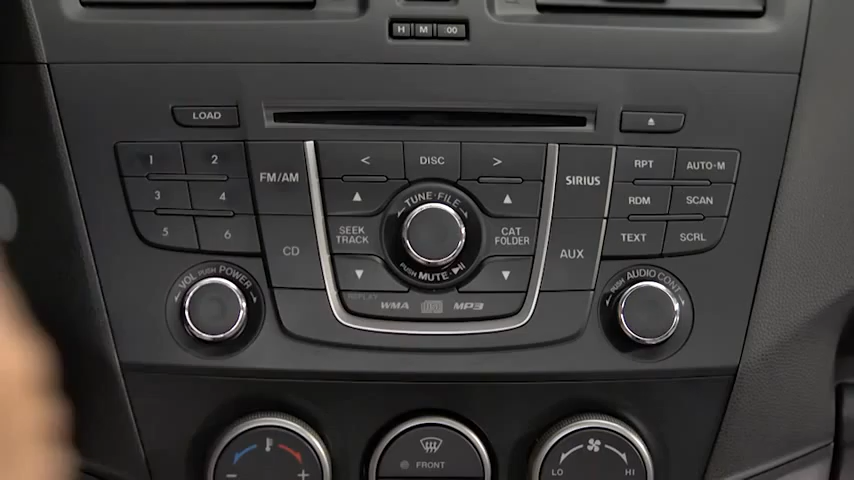 H M 00
LOAD
1 2
3 4
5 6
FM/AM
CD
< DISC >
TUNE·FILE
SEEK TRACK
CAT FOLDER
PUSH MUTE
REPLAY
WMA MP3
SIRIUS
AUX
RPT AUTO-M
RDM SCAN
TEXT SCRL
VOL PUSH POWER
PUSH AUDIO CONT
- +
FRONT
LO HI